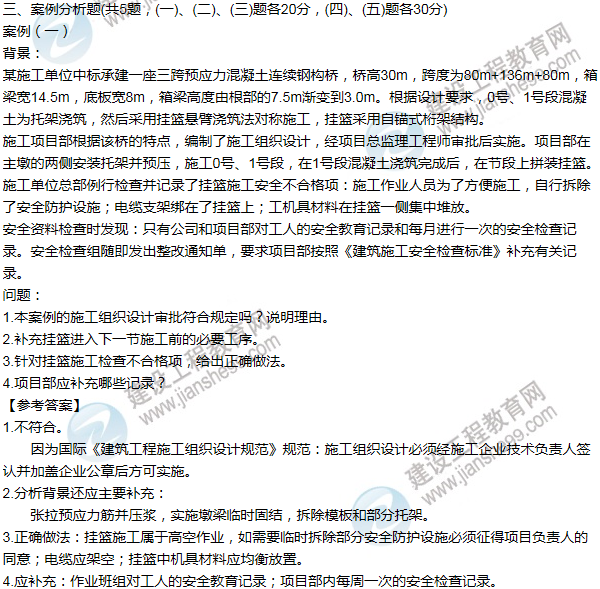 三、案例分析题(共5题，(一)、(二)、(三)题各20分，(四)、(五)题各30分)
案例（一）
背景：
某施工单位中标承建一座三跨预应力混凝土连续钢构桥，桥高30m，跨度为80m+136m+80m，箱
梁宽14.5m，底板宽8m，箱梁高度由根部的7.5m渐变到3.0m。根据设计要求，0号、1号段混凝
土为托架浇筑，然后采用挂篮悬臂浇筑法对称施工，挂篮采用自锚式桁架结构。
施工项目部根据该桥的特点，编制了施工组织设计，经项目总监理工程师审批后实施。项目部在
主墩的两侧安装托架并预压，施工0号、1号段，在1号段混凝土浇筑完成后，在节段上拼装挂篮。
施工单位总部例行检查并记录了挂篮施工安全不合格项：施工作业人员为了方便施工，自行拆除
了安全防护设施；电缆支架绑在了挂篮上；工机具材料在挂篮一侧集中堆放。
安全资料检查时发现：只有公司和项目部对工人的安全教育记录和每月进行一次的安全检查记
录。安全检查组随即发出整改通知单，要求项目部按照《建筑施工安全检查标准》补充有关记
录。
问题：
1.本案例的施工组织设计审批符合规定吗？说明理由。
2.补充挂篮进入下一节施工前的必要工序。
3.针对挂篮施工检查不合格项，给出正确做法。
4.项目部应补充哪些记录？
【参考答案】
1.不符合。
因为国际《建筑工程施工组织设计规范》规范：施工组织设计必须经施工企业技术负责人签
认并加盖企业公章后方可实施。
2.分析背景还应主要补充：
张拉预应力筋并压浆，实施墩梁临时固结，拆除模板和部分托架。
3.正确做法：挂篮施工属于高空作业，如需要临时拆除部分安全防护设施必须征得项目负责人的
同意；电缆应架空；挂篮中机具材料应均衡放置。
4.应补充：作业班组对工人的安全教育记录；项目部内每周一次的安全检查记录。
建设工程教育网
www.jianshe99.com
建设工程教育网
www.jianshe99.com
建设工程教育网
www.jianshe99.com